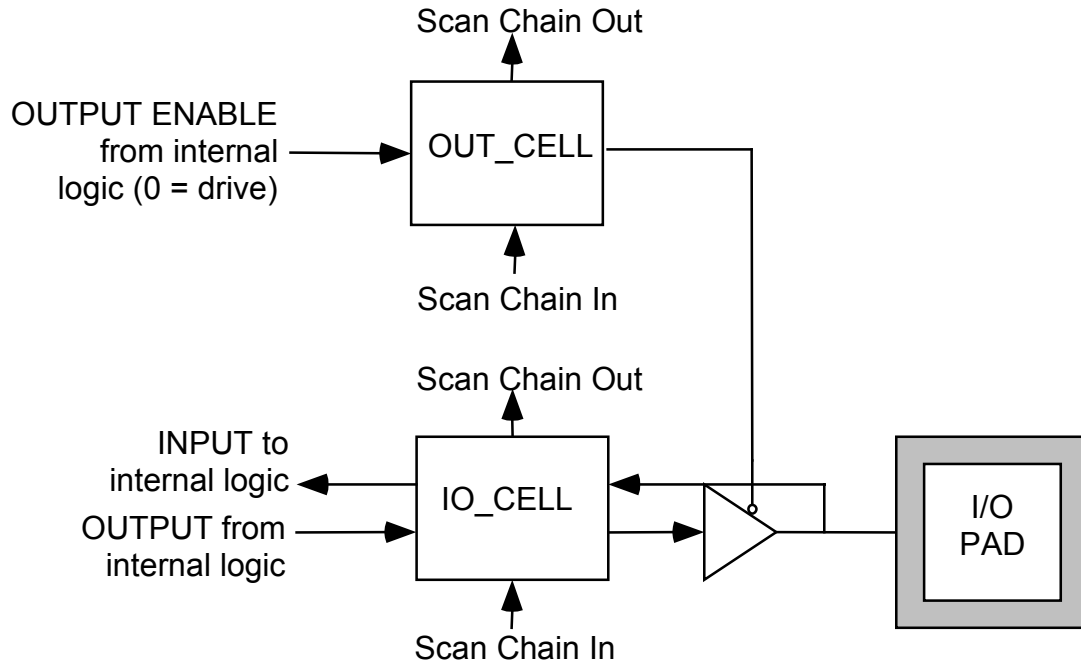 Scan Chain Out
OUTPUT ENABLE
from internal
logic (0 = drive)
OUT_CELL
Scan Chain In
Scan Chain Out
INPUT to
internal logic
OUTPUT from
internal logic
IO_CELL
I/O
PAD
Scan Chain In